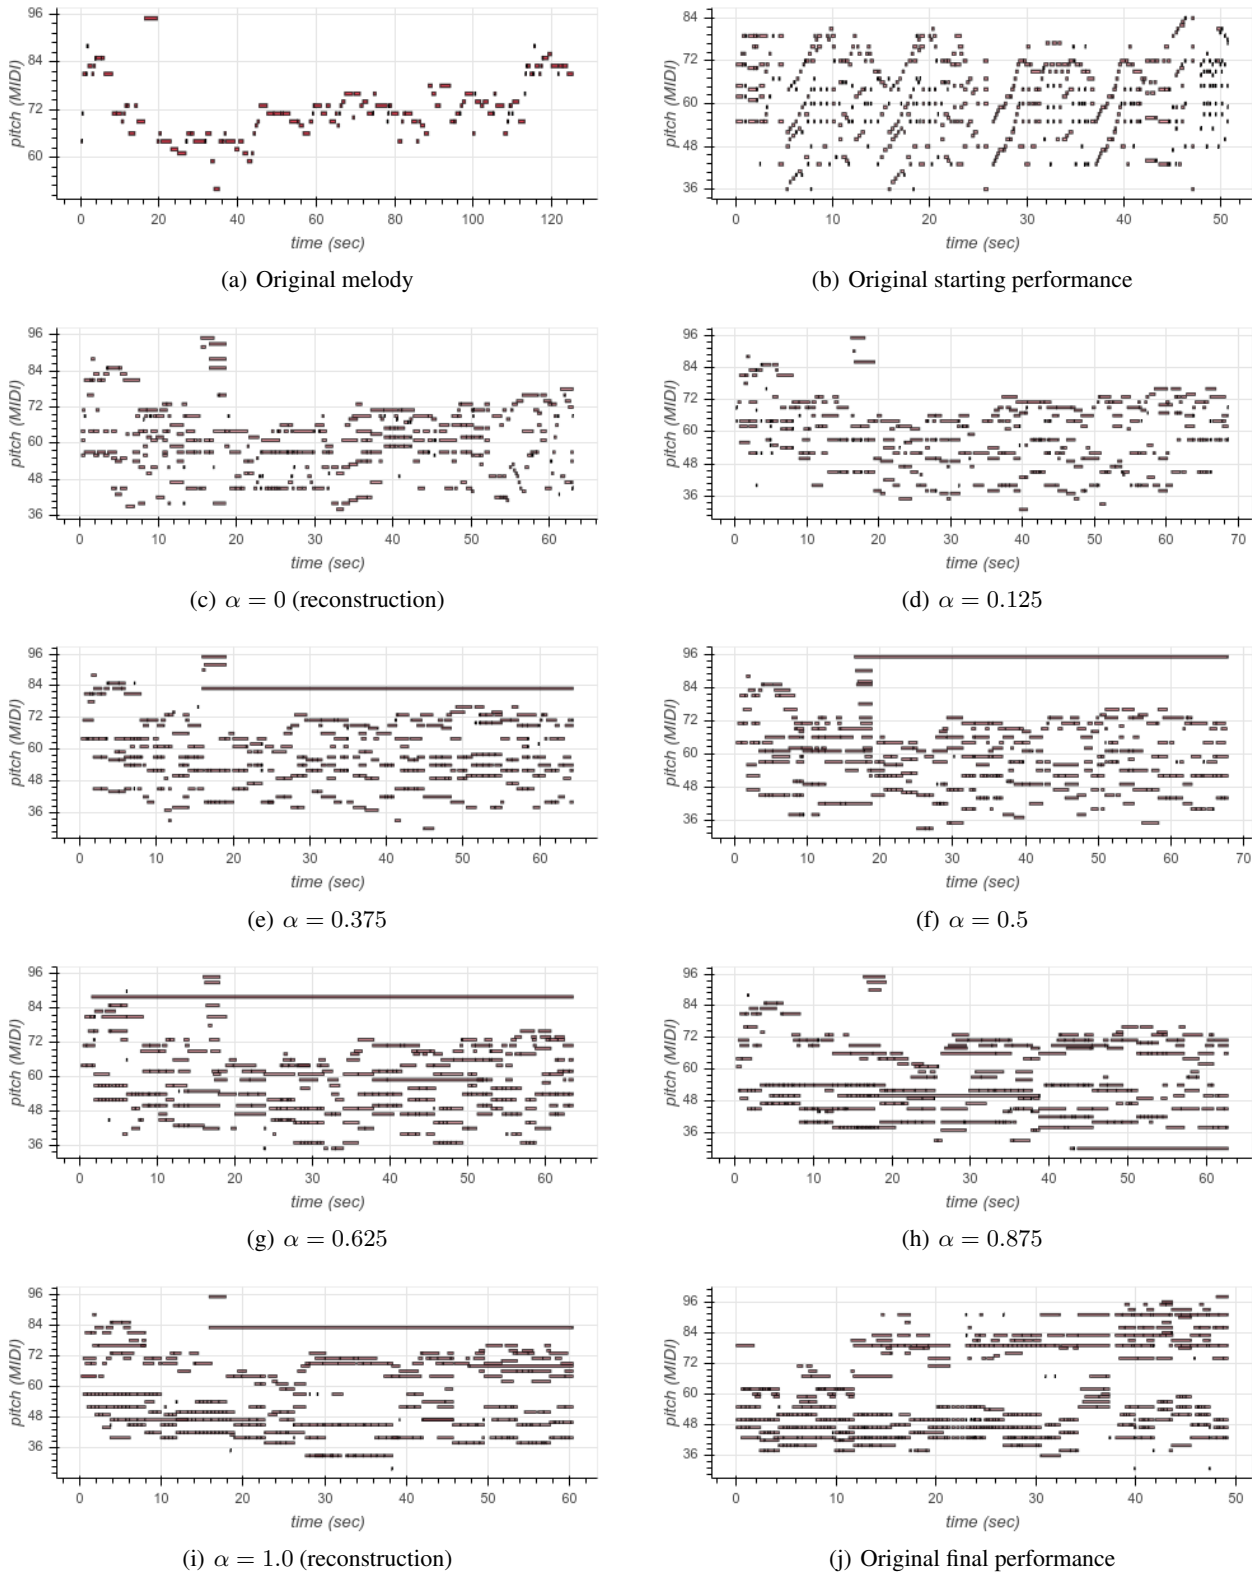 96
84
72
60
pitch (MIDI)
0 20 40 60 80 100 120
time (sec)
(a) Original melody
84
72
60
48
36
pitch (MIDI)
0 10 20 30 40 50
time (sec)
(b) Original starting performance
96
84
72
60
48
36
pitch (MIDI)
0 10 20 30 40 50 60
time (sec)
(c) α = 0 (reconstruction)
96
84
72
60
48
36
pitch (MIDI)
0 10 20 30 40 50 60 70
time (sec)
(d) α = 0.125
96
84
72
60
48
36
pitch (MIDI)
0 10 20 30 40 50 60
time (sec)
(e) α = 0.375
96
84
72
60
48
36
pitch (MIDI)
0 10 20 30 40 50 60 70
time (sec)
(f) α = 0.5
96
84
72
60
48
36
pitch (MIDI)
0 10 20 30 40 50 60
time (sec)
(g) α = 0.625
96
84
72
60
48
36
pitch (MIDI)
0 10 20 30 40 50 60
time (sec)
(h) α = 0.875
96
84
72
60
48
36
pitch (MIDI)
0 10 20 30 40 50 60
time (sec)
(i) α = 1.0 (reconstruction)
96
84
72
60
48
36
pitch (MIDI)
0 10 20 30 40 50
time (sec)
(j) Original final performance